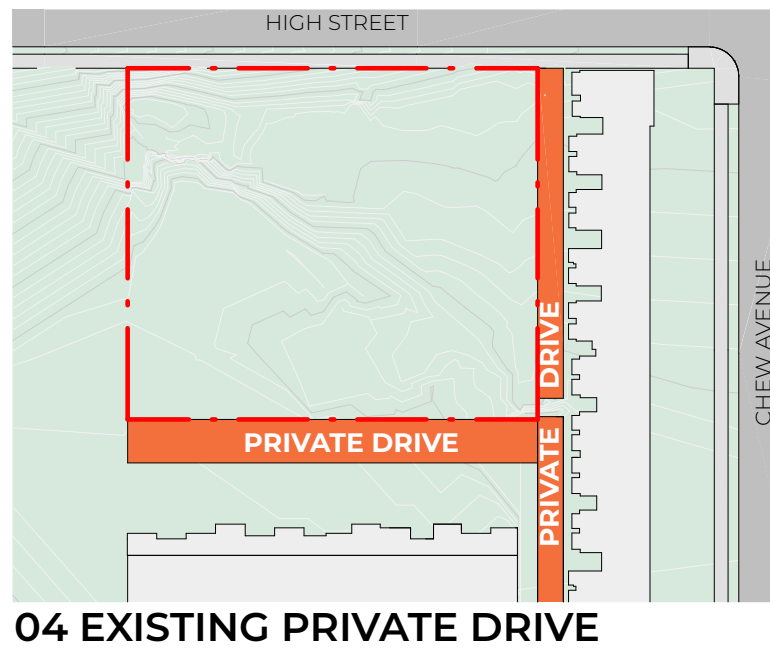 HIGH STREET
CHEW AVENUE
PRIVATE DRIVE
PRIVATE DRIVE
04 EXISTING PRIVATE DRIVE